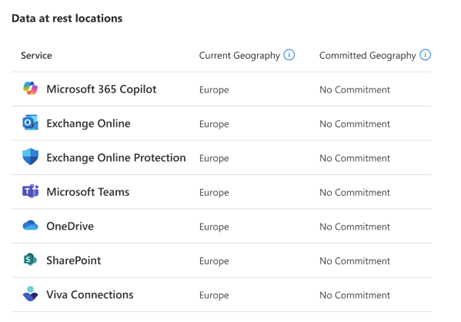 Data at rest locations
Service Current Geography Committed Geography
Microsoft 365 Copilot Europe No Commitment
Exchange Online Europe No Commitment
Exchange Online Protection Europe No Commitment
Microsoft Teams Europe No Commitment
OneDrive Europe No Commitment
SharePoint Europe No Commitment
Viva Connections Europe No Commitment